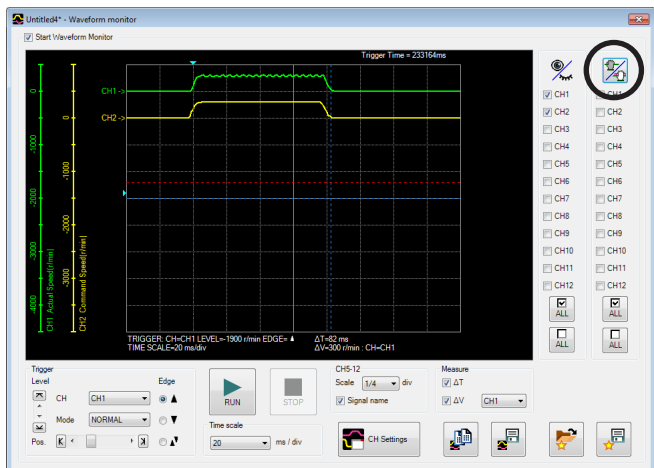 Untitled4* - Waveform monitor
Start Waveform Monitor
Trigger Time = 233164ms
CH1 ->
CH2 ->
0
-1000
-2000
-3000
-4000
CH1 Actual Speed[r/min]
0
-1000
-2000
-3000
CH2 Command Speed[r/min]
TRIGGER: CH=CH1 LEVEL=-1900 r/min EDGE=
TIME SCALE=20 ms/div
ΔT=82 ms
ΔV=300 r/min : CH=CH1
CH1
CH2
CH3
CH4
CH5
CH6
CH7
CH8
CH9
CH10
CH11
CH12
ALL
ALL
CH1
CH2
CH3
CH4
CH5
CH6
CH7
CH8
CH9
CH10
CH11
CH12
ALL
ALL
Trigger
Level
Edge
CH
CH1
Mode
NORMAL
Pos.
RUN
STOP
Time scale
20 ms / div
CH5-12
Scale 1/4 div
Signal name
CH Settings
Measure
ΔT
ΔV
CH1